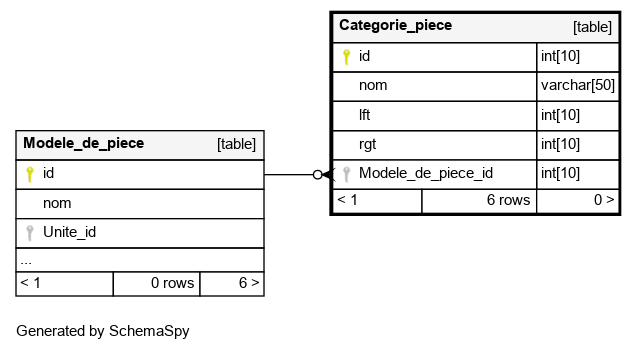 Categorie_piece [table]
id int[10]
nom varchar[50]
lft int[10]
rgt int[10]
Modele_de_piece_id int[10]
< 1 6 rows 0 >
Modele_de_piece [table]
id
nom
Unite_id
...
< 1 0 rows 6 >
Generated by SchemaSpy